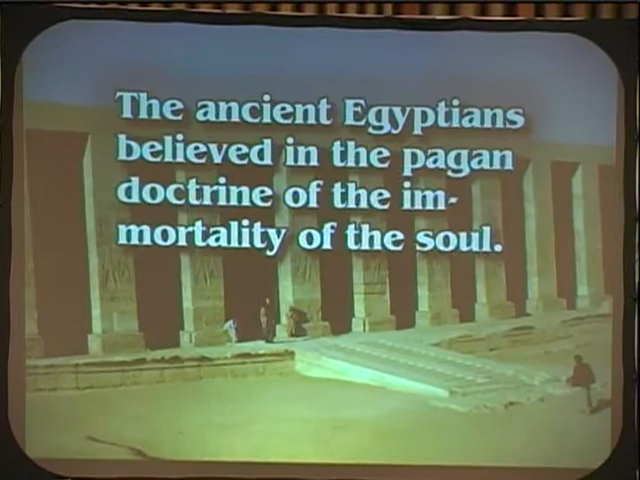 The ancient Egyptians
believed in the pagan
doctrine of the im-
mortality of the soul.